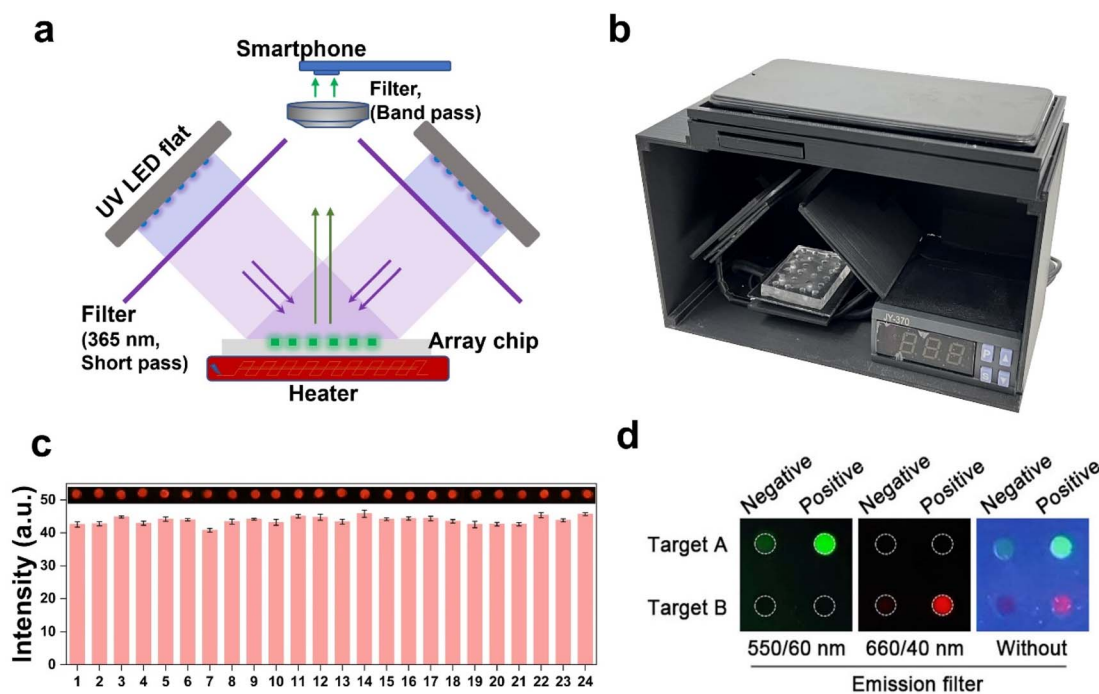 a
Smartphone
Filter,
(Band pass)
UV LED flat
Filter
(365 nm,
Short pass)
Array chip
Heater
b
JY-370
8.8.8.
P
S
c
Intensity (a.u.)
50
40
30
20
10
0
1 2 3 4 5 6 7 8 9 10 11 12 13 14 15 16 17 18 19 20 21 22 23 24
d
Negative Positive Negative Positive Negative Positive
Target A
Target B
550/60 nm 660/40 nm Without
Emission filter